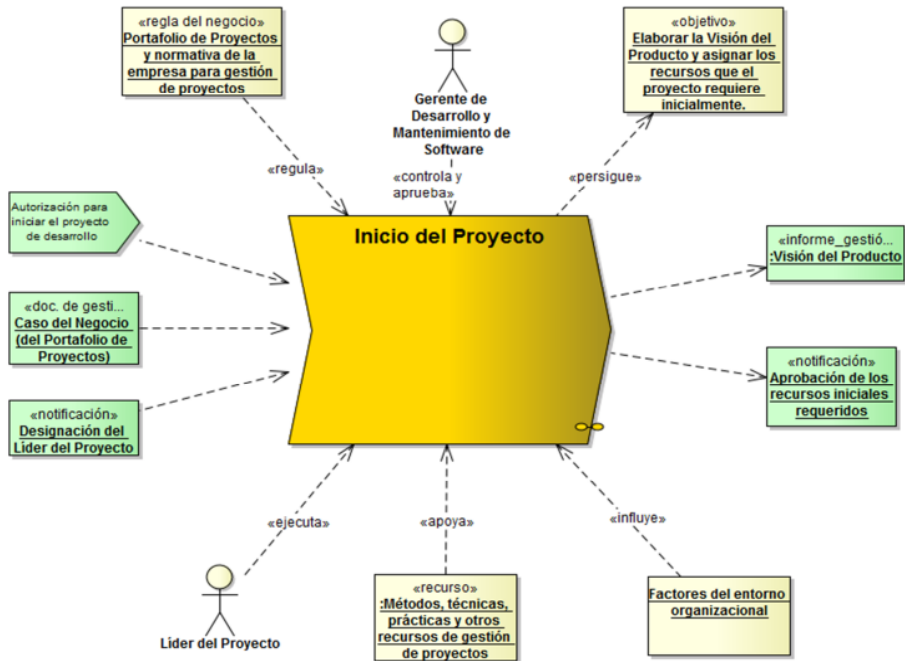 «regla del negocio»
Portafolio de Proyectos
y normativa de la
empresa para gestión
de proyectos
Gerente de
Desarrollo y
Mantenimiento de
Software
«objetivo»
Elaborar la Visión del
Producto y asignar los
recursos que el
proyecto requiere
inicialmente.
«regula»
«controla y
aprueba»
«persigue»
Autorización para
iniciar el proyecto
de desarrollo
«doc. de gesti...
Caso del Negocio
(del Portafolio de
Proyectos)
«notificación»
Designación del
Líder del Proyecto
Inicio del Proyecto
«informe_gestió...
:Visión del Producto
«notificación»
Aprobación de los
recursos iniciales
requeridos
«ejecuta»
«apoya»
«influye»
Líder del Proyecto
«recurso»
:Métodos, técnicas,
prácticas y otros
recursos de gestión
de proyectos
Factores del entorno
organizacional